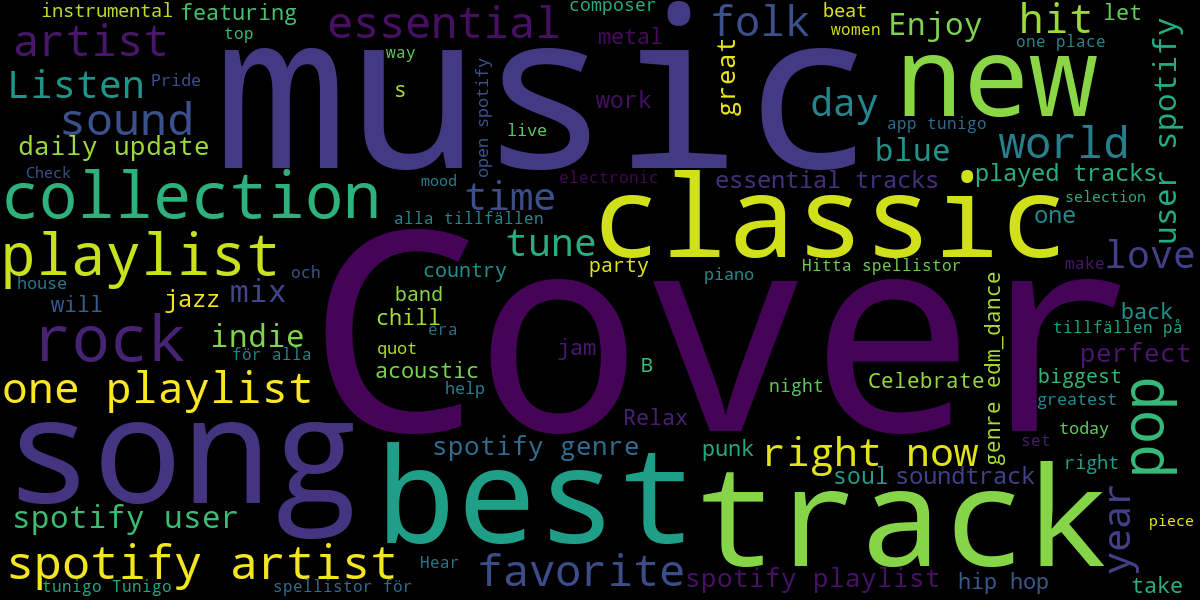 instrumental
featuring
essential
composer
folk
beat
hit
let
artist
top
music
metal
women
Enjoy
one place
way
Listen
Pride
s
open spotify
work
great
day
new
user spotify
sound
live
app tunigo
world
daily update
blue
Check
collection
mood
time
electronic
essential tracks
played tracks
selection
alla tillfällen
classic
one
playlist
tune
love
och
country
party
piano
Hitta spellistor
make
house
will
jazz
mix
band
Cover
genre edm_dance
back
rock
indie
chill
era
tillfällen på
för alla
quot
jam
perfect
one playlist
acoustic
help
B
night
Celebrate
biggest
greatest
song
Relax
pop
today
spotify genre
punk
right now
set
best
soul
soundtrack
right
track
spotify user
year
piece
spotify artist
Hear
favorite
spotify playlist
hip hop
take
tunigo Tunigo
spellistor för